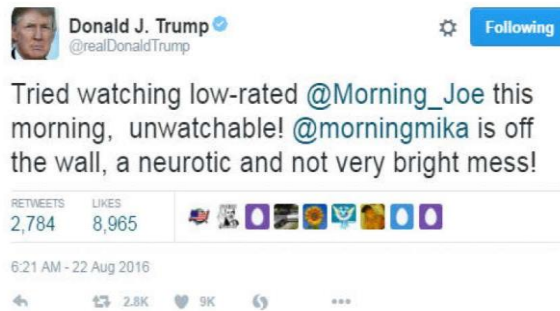 Donald J. Trump
@realDonaldTrump
Following
Tried watching low-rated @Morning_Joe this
morning, unwatchable! @morningmika is off
the wall, a neurotic and not very bright mess!
RETWEETS LIKES
2,784 8,965
6:21 AM - 22 Aug 2016
2.8K 9K